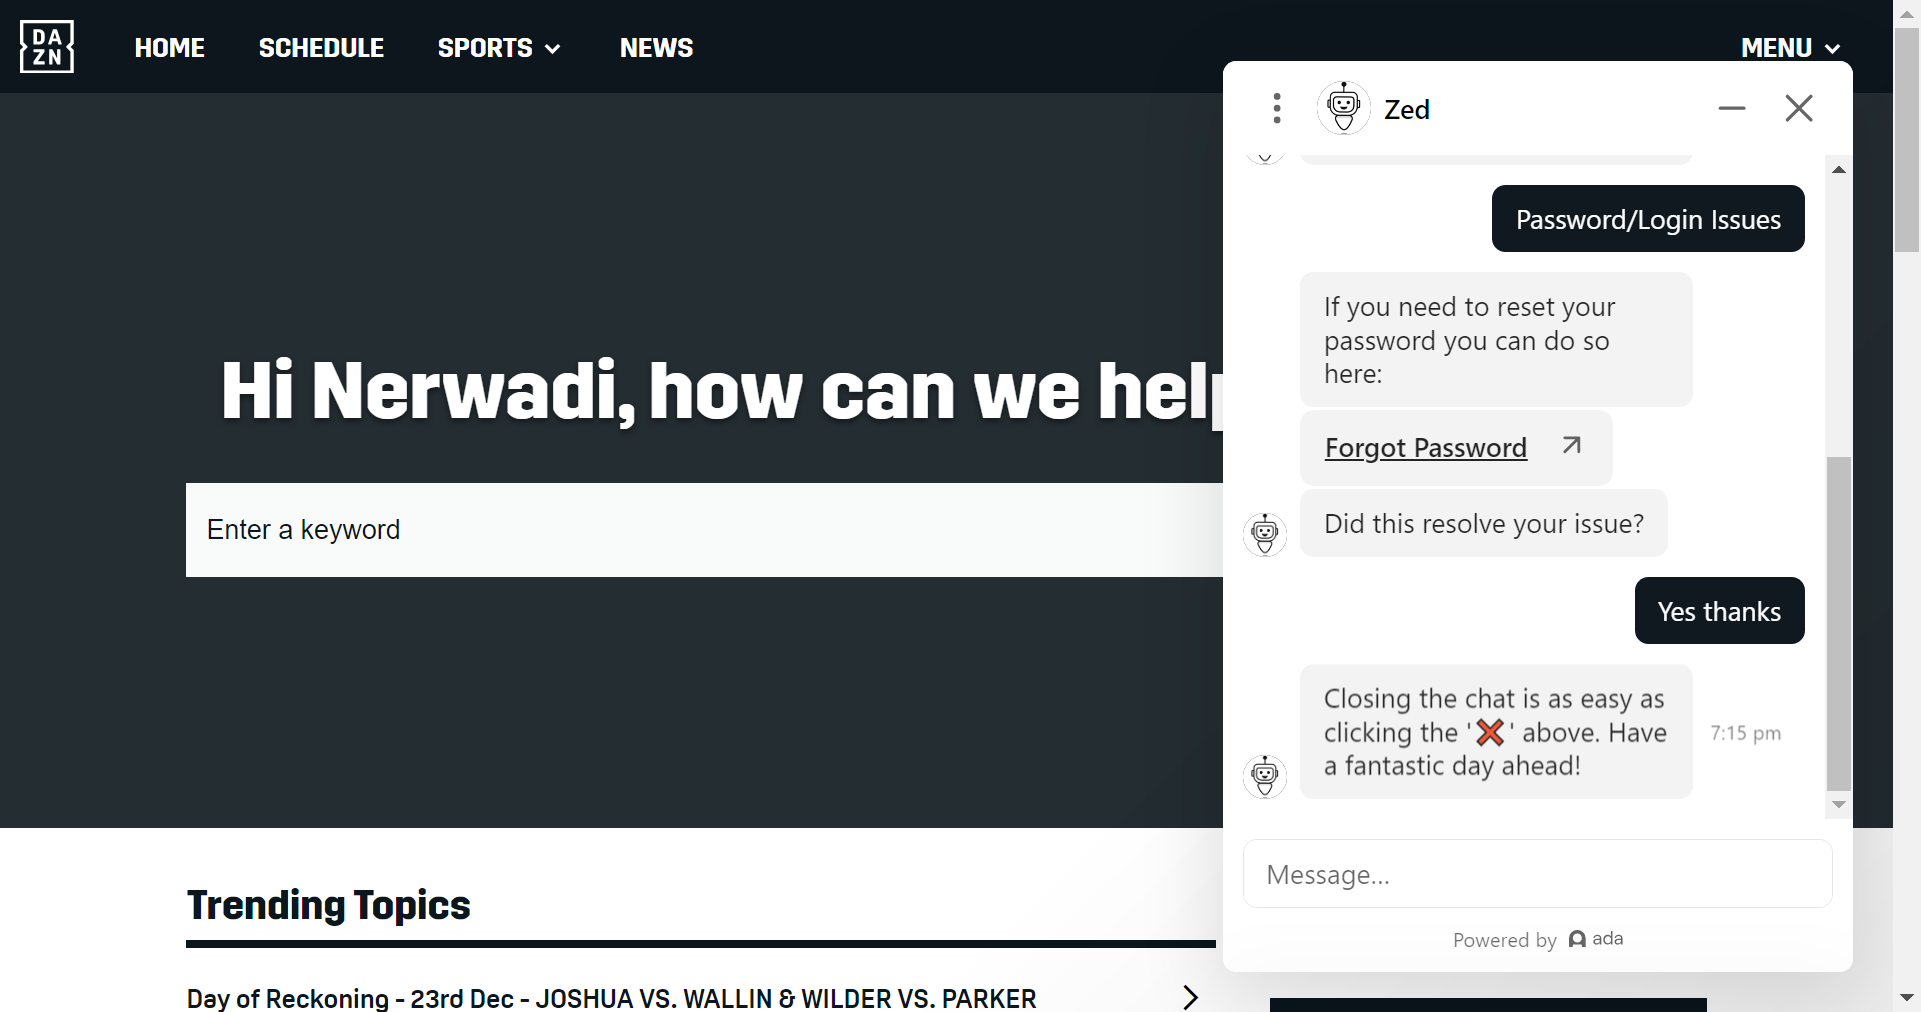 DA
ZN
HOME
SCHEDULE
SPORTS
NEWS
MENU
Hi Nerwadi, how can we help
Enter a keyword
Trending Topics
Day of Reckoning - 23rd Dec - JOSHUA VS. WALLIN & WILDER VS. PARKER
Zed
Password/Login Issues
If you need to reset your
password you can do so
here:
Forgot Password
Did this resolve your issue?
Yes thanks
Closing the chat is as easy as
clicking the '❌' above. Have
a fantastic day ahead!
7:15 pm
Message...
Powered by ada